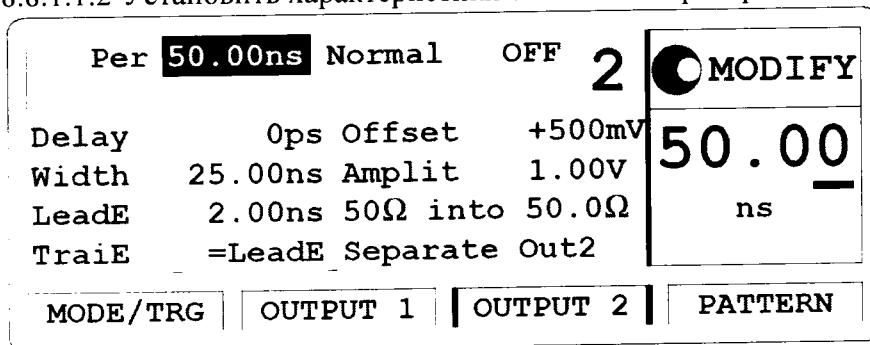 Per 50.00ns Normal OFF 2 MODIFY
Delay 0ps Offset +500mV 50.00
Width 25.00ns Amplit 1.00V
LeadE 2.00ns 50Ω into 50.0Ω ns
TraiE =LeadE Separate Out2
MODE/TRG OUTPUT 1 OUTPUT 2 PATTERN